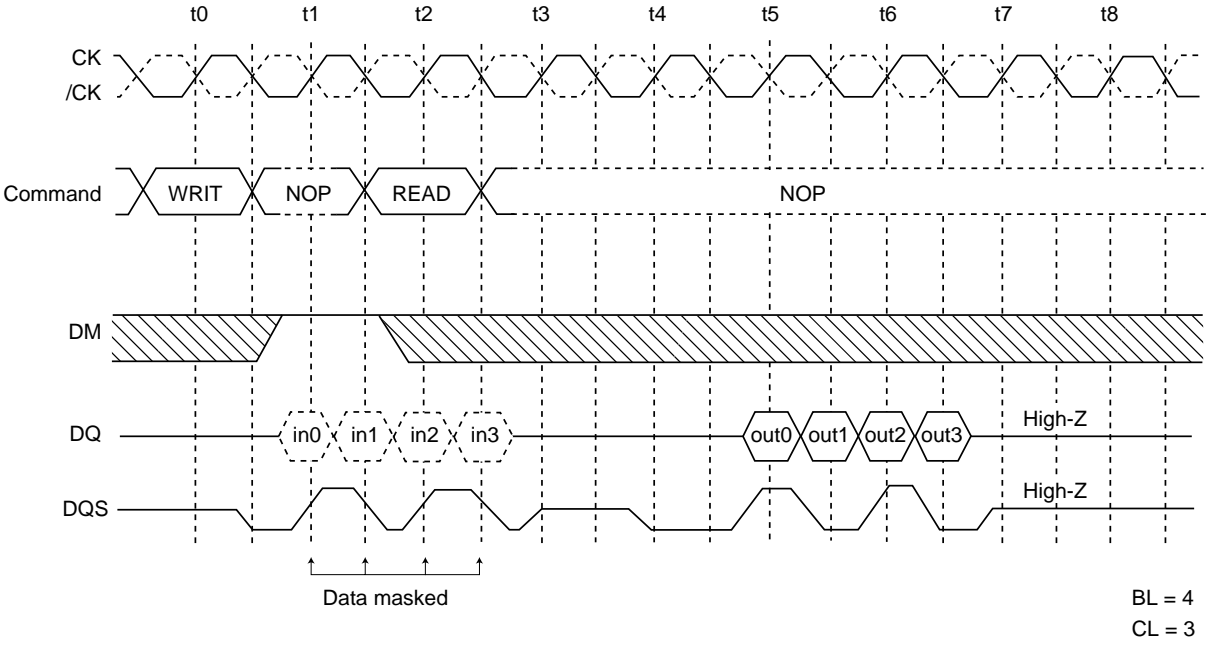 t0 t1 t2 t3 t4 t5 t6 t7 t8
CK
/CK
Command WRIT NOP READ NOP
DM
DQ in0 in1 in2 in3 out0 out1 out2 out3 High-Z
DQS High-Z
Data masked
BL = 4
CL = 3